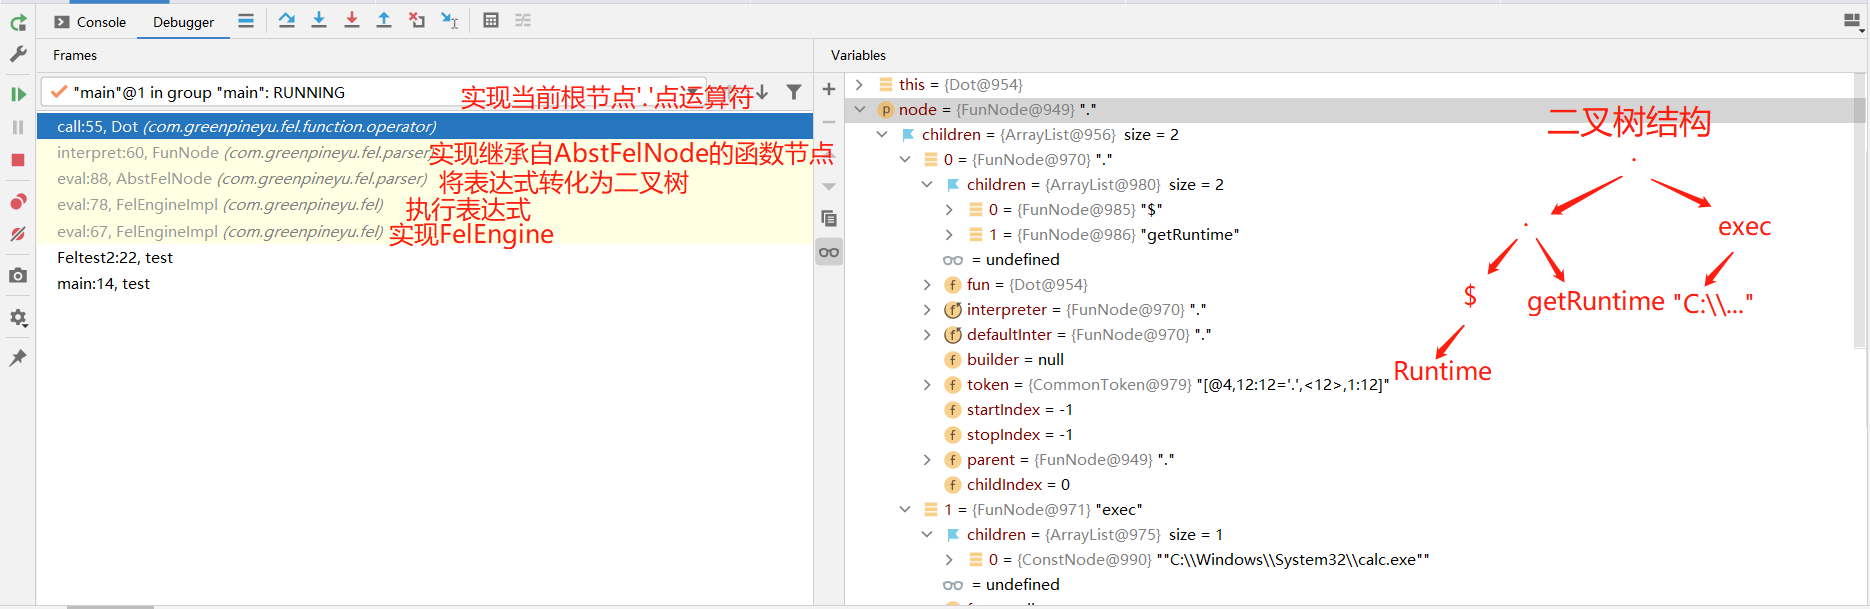 Console
Debugger
Frames
Variables
"main"@1 in group "main": RUNNING
实现当前根节点'.'点运算符
call:55, Dot (com.greenpineyu.fel.function.operator)
interpret:60, FunNode (com.greenpineyu.fel.parser)
实现继承自AbstFelNode的函数节点
eval:88, AbstFelNode (com.greenpineyu.fel.parser)
将表达式转化为二叉树
eval:78, FelEngineImpl (com.greenpineyu.fel)
执行表达式
eval:67, FelEngineImpl (com.greenpineyu.fel)
实现FelEngine
Feltest2:22, test
main:14, test
this = {Dot@954}
node = {FunNode@949} "."
children = {ArrayList@956} size = 2
0 = {FunNode@970} "."
children = {ArrayList@980} size = 2
0 = {FunNode@985} "$"
1 = {FunNode@986} "getRuntime"
= undefined
fun = {Dot@954}
interpreter = {FunNode@970} "."
defaultInter = {FunNode@970} "."
builder = null
token = {CommonToken@979} "[@4,12:12='.',<12>,1:12]"
startIndex = -1
stopIndex = -1
parent = {FunNode@949} "."
childIndex = 0
1 = {FunNode@971} "exec"
children = {ArrayList@975} size = 1
0 = {ConstNode@990} ""C:\\Windows\\System32\\calc.exe""
= undefined
二叉树结构
.
.
exec
$
getRuntime
"C:\\..."
Runtime